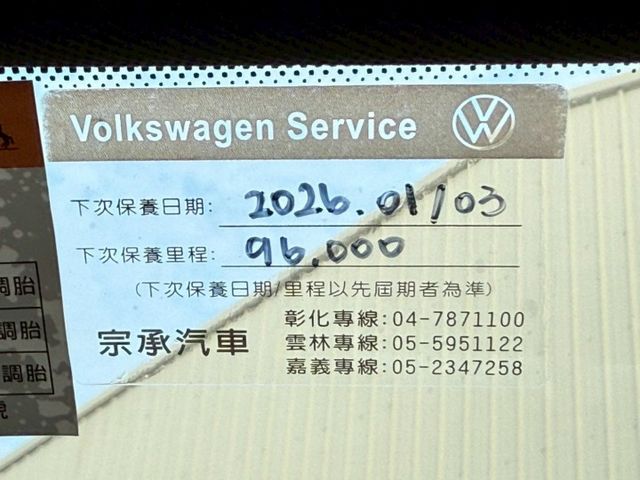 Volkswagen Service
下次保養日期: 2026.01/03
下次保養里程: 96.000
(下次保養日期/里程以先屆期者為準)
宗承汽車
彰化專線:04-7871100
雲林專線:05-5951122
嘉義專線:05-2347258
調胎
調胎
調胎